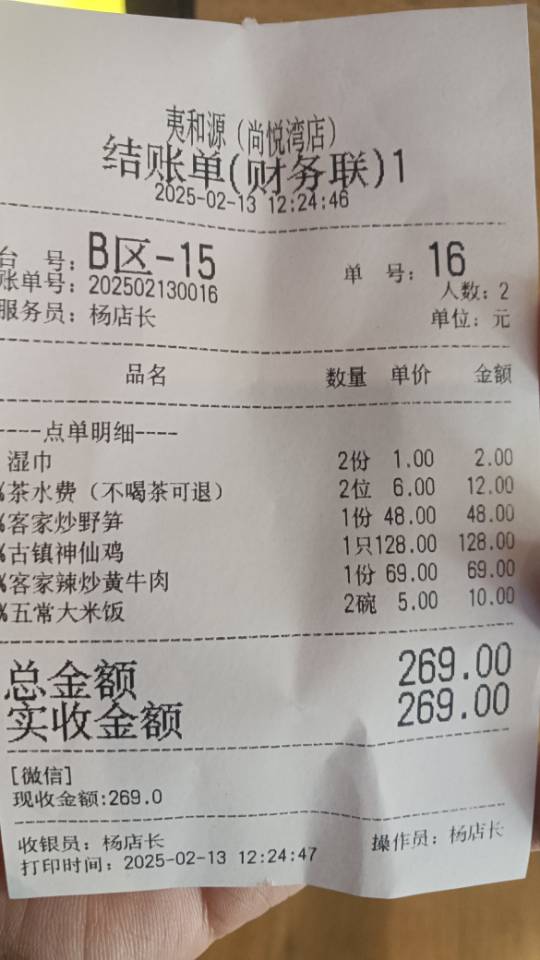 夷和源（尚悦湾店）
结账单(财务联)1
2025-02-13 12:24:46
台 号：B区-15 单 号：16
账单号：202502130016 人数：2
服务员：杨店长 单位：元
品名 数量 单价 金额
----点单明细----
湿巾 2份 1.00 2.00
%茶水费（不喝茶可退） 2位 6.00 12.00
%客家炒野笋 1份 48.00 48.00
%古镇神仙鸡 1只128.00 128.00
%客家辣炒黄牛肉 1份 69.00 69.00
%五常大米饭 2碗 5.00 10.00
总金额 269.00
实收金额 269.00
[微信]
现收金额:269.0
收银员：杨店长 操作员：杨店长
打印时间：2025-02-13 12:24:47